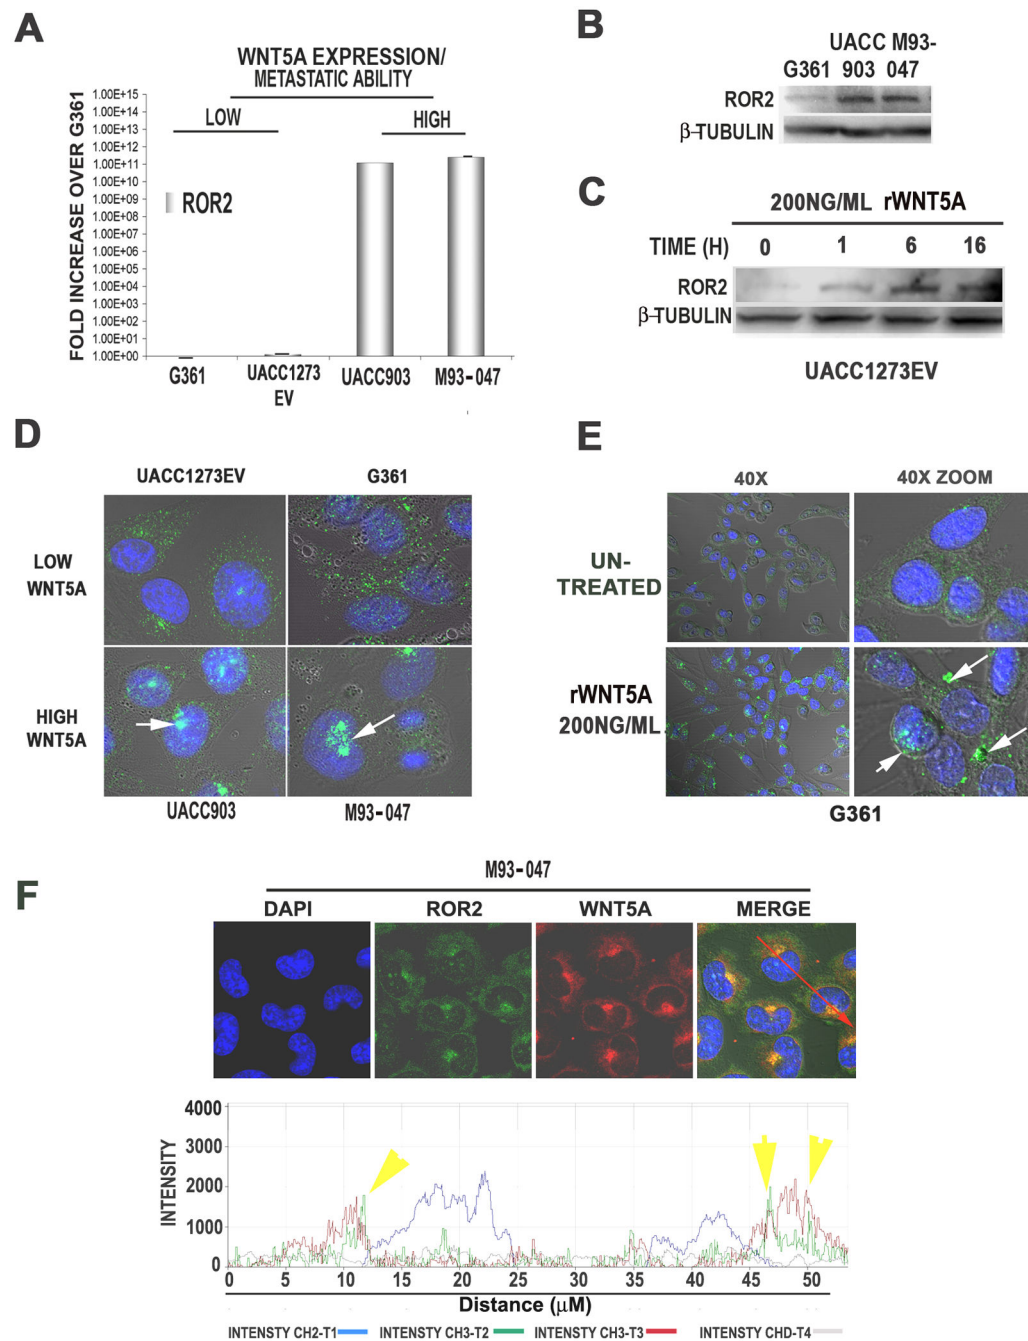 A
WNT5A EXPRESSION/
METASTATIC ABILITY
LOW
HIGH
FOLD INCREASE OVER G361
1.00E+15
1.00E+14
1.00E+13
1.00E+12
1.00E+11
1.00E+10
1.00E+09
1.00E+08
1.00E+07
1.00E+06
1.00E+05
1.00E+04
1.00E+03
1.00E+02
1.00E+01
1.00E+00
ROR2
G361
UACC1273
EV
UACC903
M93-047
B
UACC M93-
G361 903 047
ROR2
β-TUBULIN
C
200NG/ML rWNT5A
TIME (H) 0 1 6 16
ROR2
β-TUBULIN
UACC1273EV
D
UACC1273EV G361
LOW
WNT5A
HIGH
WNT5A
UACC903 M93-047
E
40X 40X ZOOM
UN-
TREATED
rWNT5A
200NG/ML
G361
F
M93-047
DAPI ROR2 WNT5A MERGE
INTENSITY
4000
3000
2000
1000
0
0 5 10 15 20 25 30 35 40 45 50
Distance (μM)
INTENSTY CH2-T1 INTENSTY CH3-T2 INTENSTY CH3-T3 INTENSTY CHD-T4